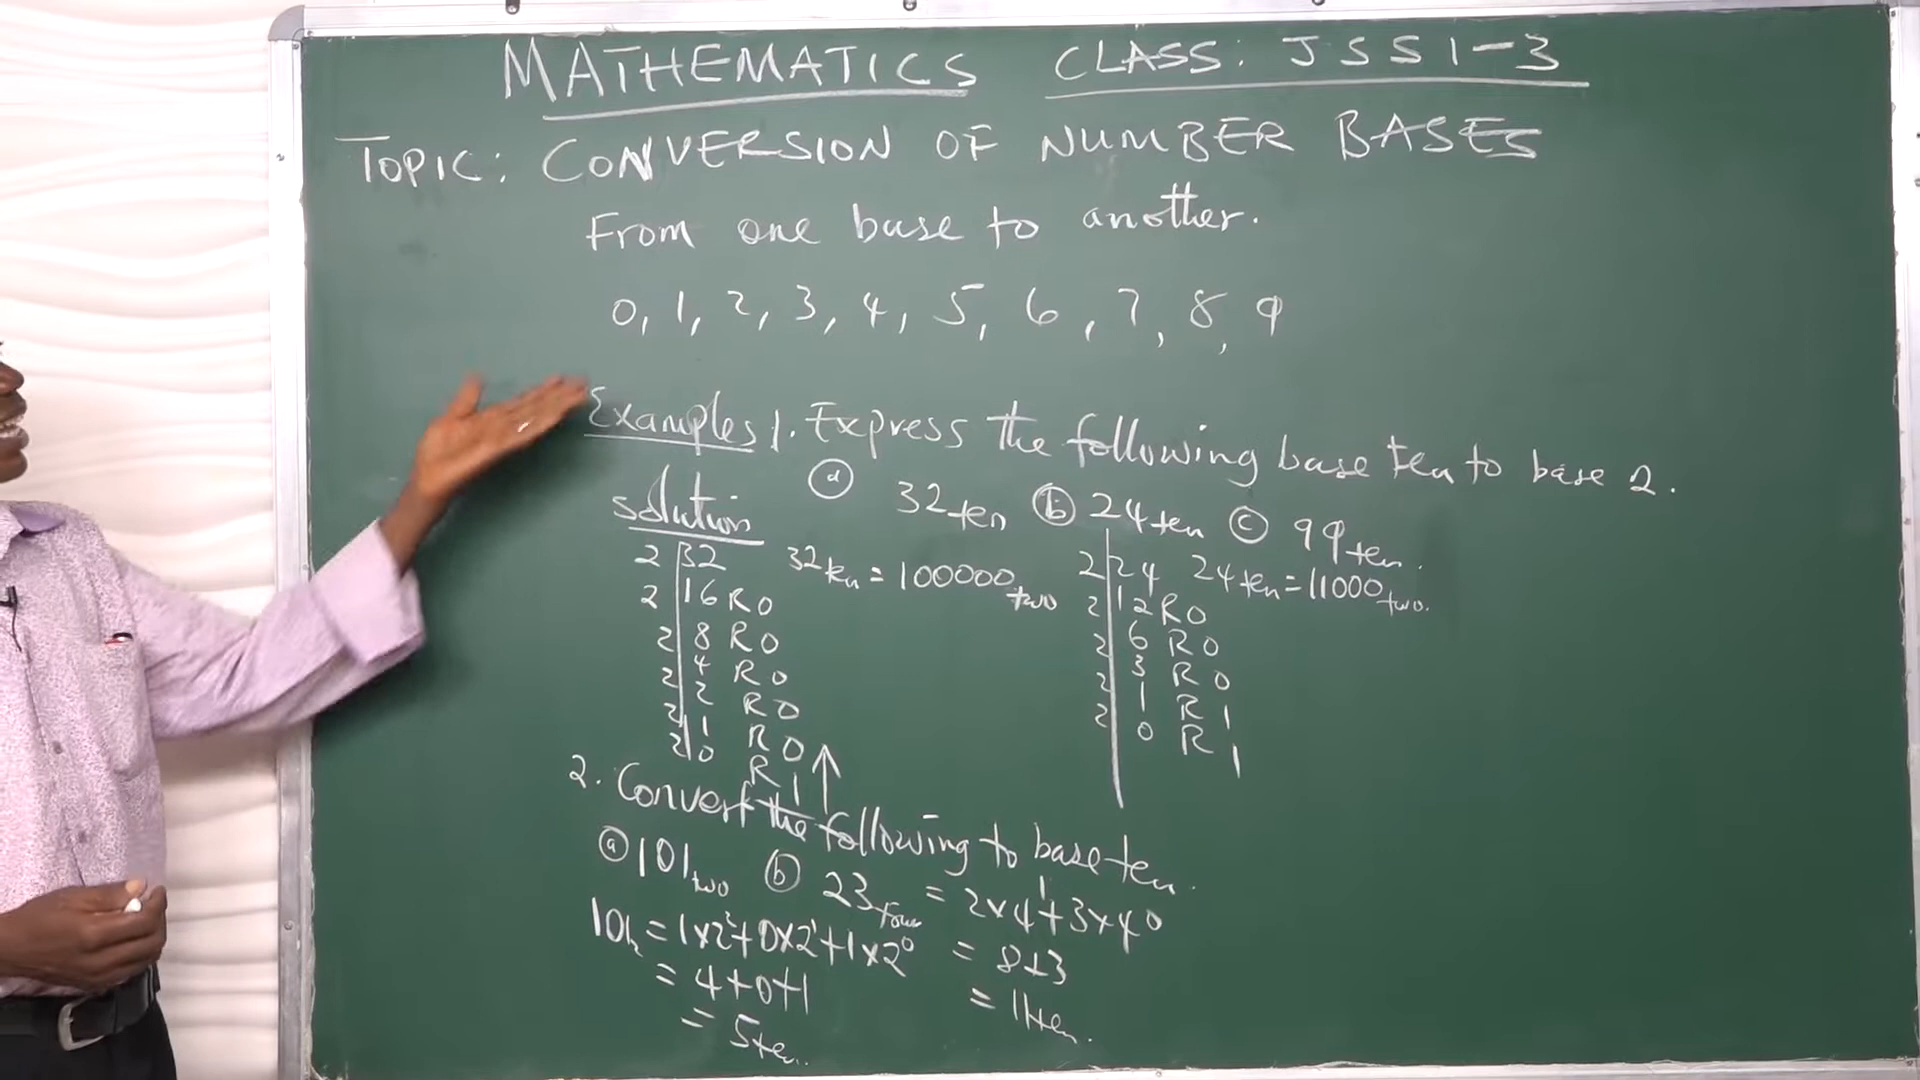 MATHEMATICS CLASS: JSS 1-3
TOPIC: CONVERSION OF NUMBER BASES
From one base to another.
0, 1, 2, 3, 4, 5, 6, 7, 8, 9
Examples 1. Express the following base ten to base 2.
solution (a) 32ten (b) 24ten (c) 99ten.
2 | 32
2 | 16 R0
2 | 8 R0
2 | 4 R0
2 | 2 R0
2 | 1 R0
2 | 0 R1 ↑
32ten = 100000two
2 | 24
2 | 12 R0
2 | 6 R0
2 | 3 R0
2 | 1 R1
2 | 0 R1
24ten = 11000two.
2. Convert the following to base ten.
(a) 101two (b) 23four = 2×4¹+3×4⁰
= 8+3
= 11ten.
101₂ = 1×2²+0×2¹+1×2⁰
= 4+0+1
= 5ten.